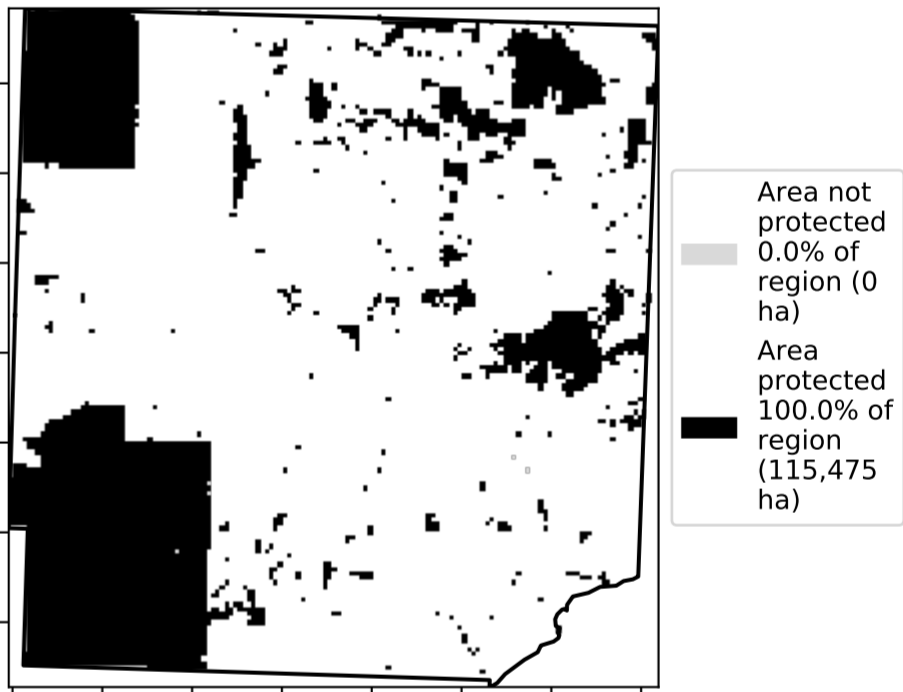 Area not
protected
0.0% of
region (0
ha)
Area
protected
100.0% of
region
(115,475
ha)